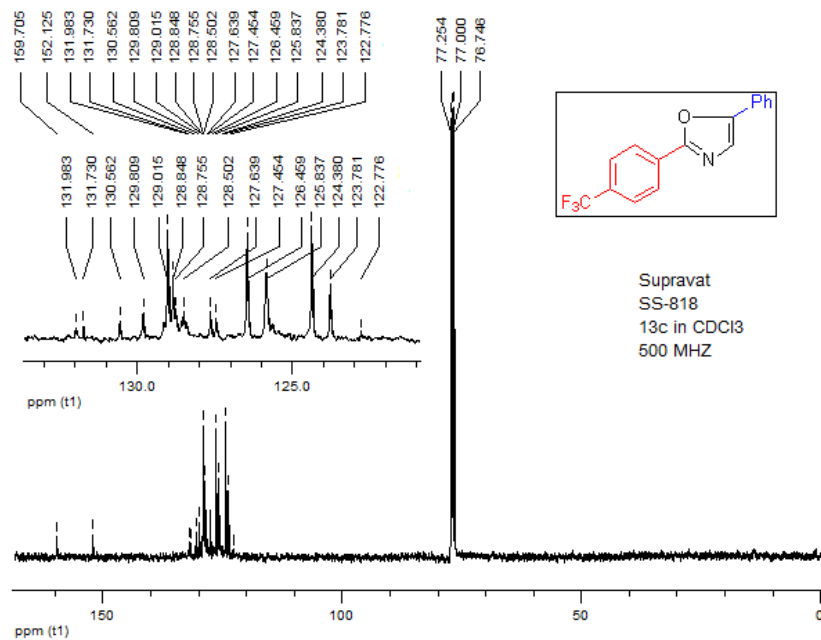 159.705 152.125 131.983 131.730 130.562 129.809 129.015 128.848 128.755 128.502 127.639 127.454 126.459 125.837 124.380 123.781 122.776
77.254 77.000 76.746
131.983 131.730 130.562 129.809 129.015 128.848 128.755 128.502 127.639 127.454 126.459 125.837 124.380 123.781 122.776
Ph
O
N
F3C
Supravat
SS-818
13c in CDCl3
500 MHZ
130.0 125.0
ppm (t1)
150 100 50 0
ppm (t1)